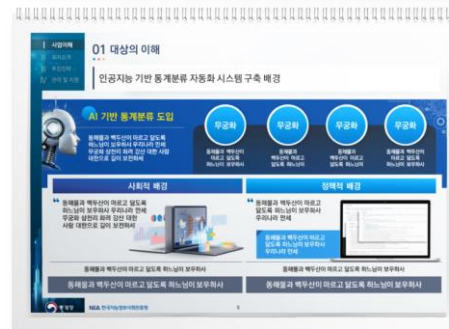 사업이해
01 대상의 이해
인공지능 기반 통계분류 자동화 시스템 구축 배경
AI 기반 통계분류 도입
동해물과 백두산이 마르고 닳도록
하느님이 보우하사 우리나라 만세
무궁화 삼천리 화려 강산 대한 사람
대한으로 길이 보전하세
무궁화
동해물과 백두산이
마르고 닳도록
하느님이 보우하사
무궁화
동해물과
백두산이 마르고
닳도록 하느님이
보우하사
무궁화
동해물과
백두산이 마르고
닳도록 하느님이
보우하사
무궁화
동해물과 백두산이
마르고 닳도록
하느님이
보우하사
사회적 배경
동해물과 백두산이 마르고 닳도록
하느님이 보우하사 우리나라 만세
무궁화 삼천리 화려 강산 대한
사람 대한으로 길이 보전하세
동해물과 백두산이 마르고 닳도록 하느님이 보우하사
동해물과 백두산이 마르고 닳도록 하느님이 보우하사
정책적 배경
동해물과 백두산이 마르고
닳도록 하느님이 보우하사
우리나라 만세
동해물과 백두산이 마르고
닳도록 하느님이 보우하사
우리나라 만세
동해물과 백두산이 마르고 닳도록 하느님이 보우하사
동해물과 백두산이 마르고 닳도록 하느님이 보우하사
통계청
NIA 한국지능정보사회진흥원